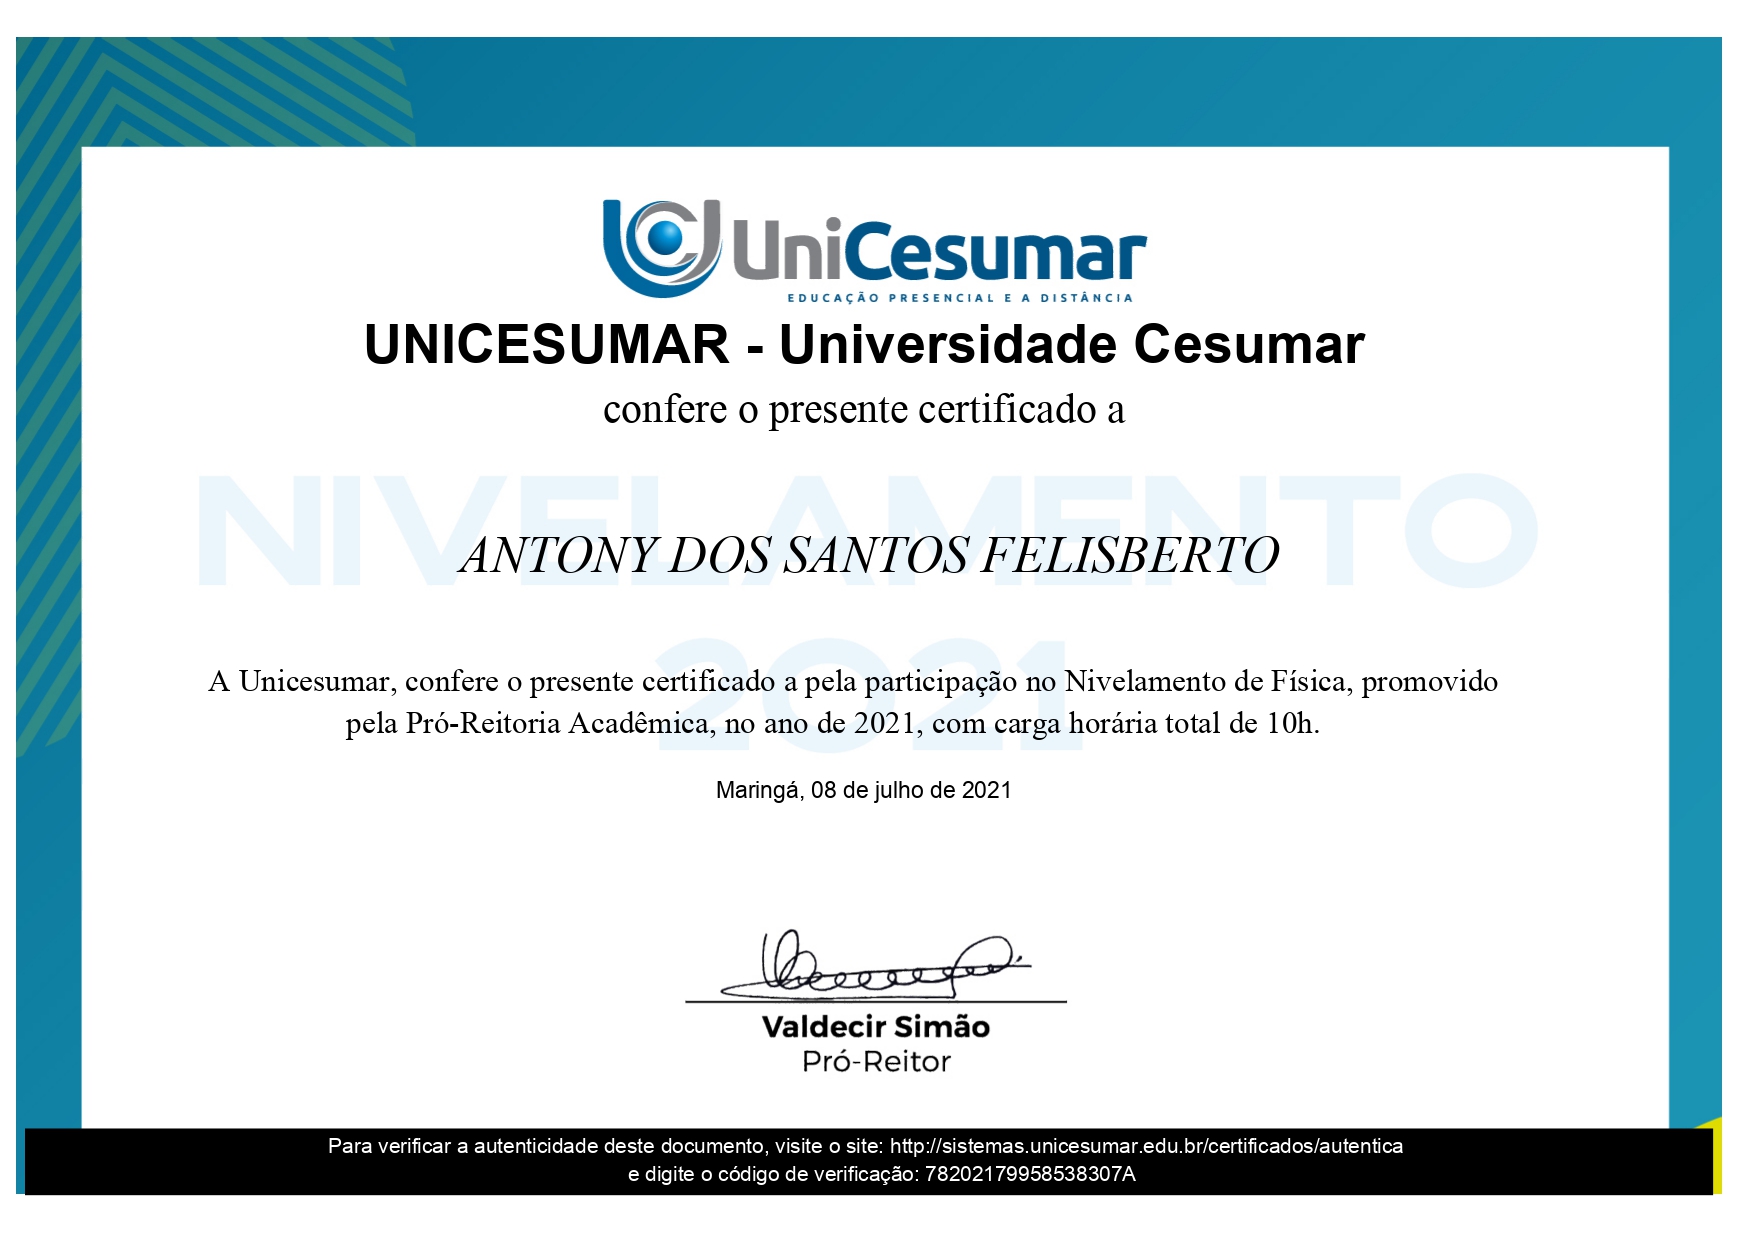 UniCesumar
EDUCAÇÃO PRESENCIAL E A DISTÂNCIA
UNICESUMAR - Universidade Cesumar
confere o presente certificado a
NIVELAMENTO
ANTONY DOS SANTOS FELISBERTO
2021
A Unicesumar, confere o presente certificado a pela participação no Nivelamento de Física, promovido
pela Pró-Reitoria Acadêmica, no ano de 2021, com carga horária total de 10h.
Maringá, 08 de julho de 2021
Valdecir Simão
Pró-Reitor
Para verificar a autenticidade deste documento, visite o site: http://sistemas.unicesumar.edu.br/certificados/autentica
e digite o código de verificação: 78202179958538307A